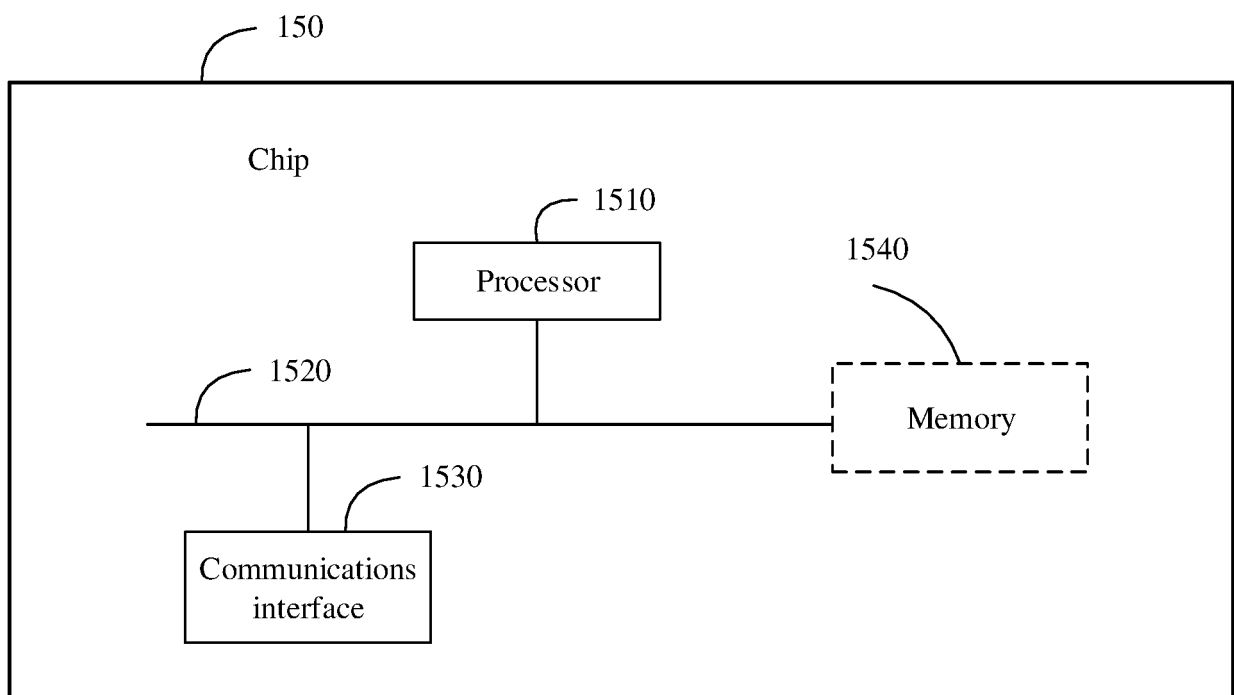 150
Chip
1510
Processor
1540
1520
Memory
1530
Communications
interface